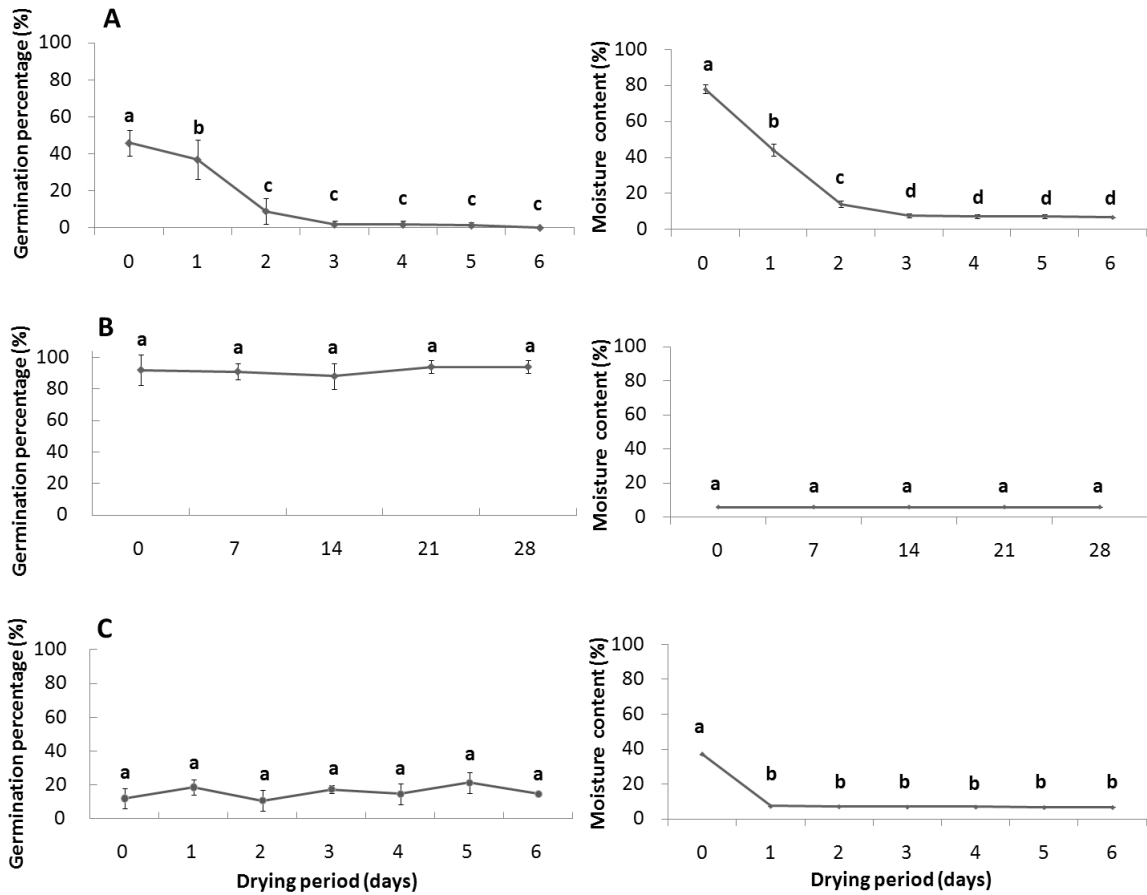 A
Germination percentage (%)
100
80
60
40
20
0
a
b
c
c
c
c
c
0 1 2 3 4 5 6
Moisture content (%)
100
80
60
40
20
0
a
b
c
d
d
d
d
0 1 2 3 4 5 6
B
Germination percentage (%)
100
80
60
40
20
0
a a a a a
0 7 14 21 28
Moisture content (%)
100
80
60
40
20
0
a a a a a
0 7 14 21 28
C
Germination percentage (%)
100
80
60
40
20
0
a a a a a a a
0 1 2 3 4 5 6
Drying period (days)
Moisture content (%)
100
80
60
40
20
0
a
b b b b b b
0 1 2 3 4 5 6
Drying period (days)